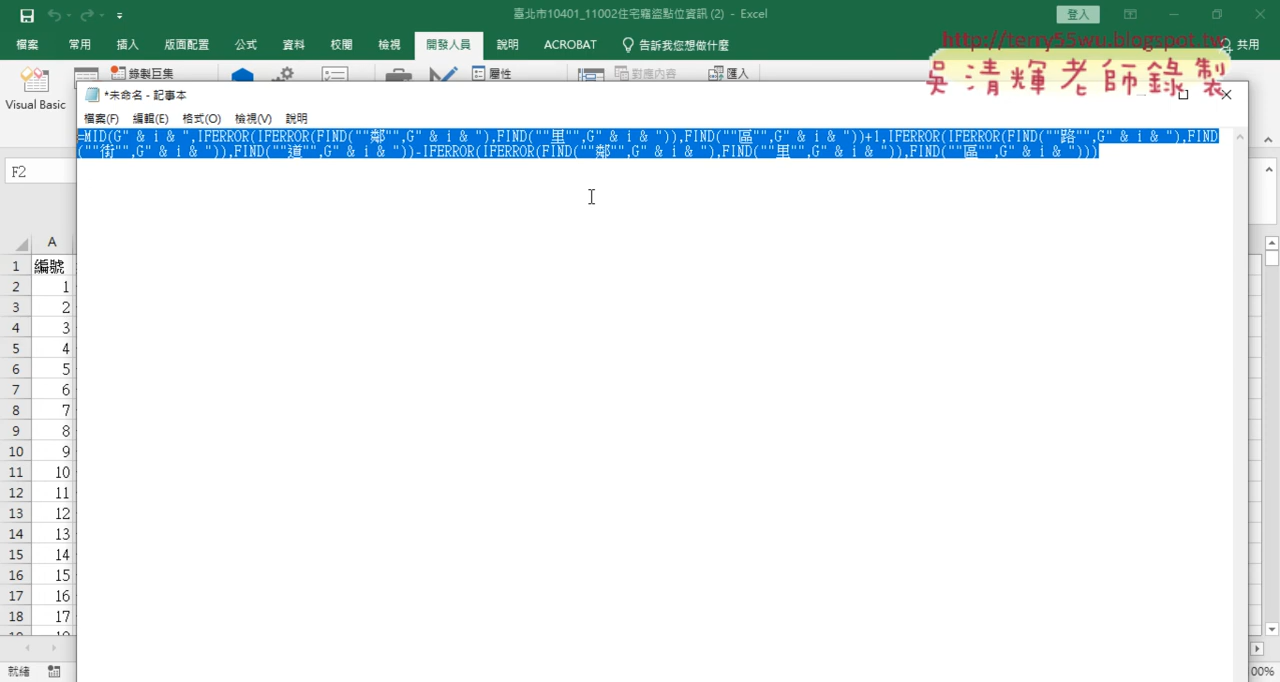 臺北市10401_11002住宅竊盜點位資訊 (2) - Excel
登入
檔案 常用 插入 版面配置 公式 資料 校閱 檢視 開發人員 說明 ACROBAT 告訴我您想做什麼 共用
http://terry55wu.blogspot.tw
吳清輝老師錄製
錄製巨集 屬性 對應內容 匯入
Visual Basic
*未命名 - 記事本
檔案(F) 編輯(E) 格式(O) 檢視(V) 說明
=MID(G" & i & ",IFERROR(IFERROR(FIND(""鄰"",G" & i & "),FIND(""里"",G" & i & ")),FIND(""區"",G" & i & "))+1,IFERROR(IFERROR(FIND(""路"",G" & i & "),FIND
(""街"",G" & i & ")),FIND(""道"",G" & i & "))-IFERROR(IFERROR(FIND(""鄰"",G" & i & "),FIND(""里"",G" & i & ")),FIND(""區"",G" & i & ")))
F2
A
1 編號
2 1
3 2
4 3
5 4
6 5
7 6
8 7
9 8
10 9
11 10
12 11
13 12
14 13
15 14
16 15
17 16
18 17
就緒
00%